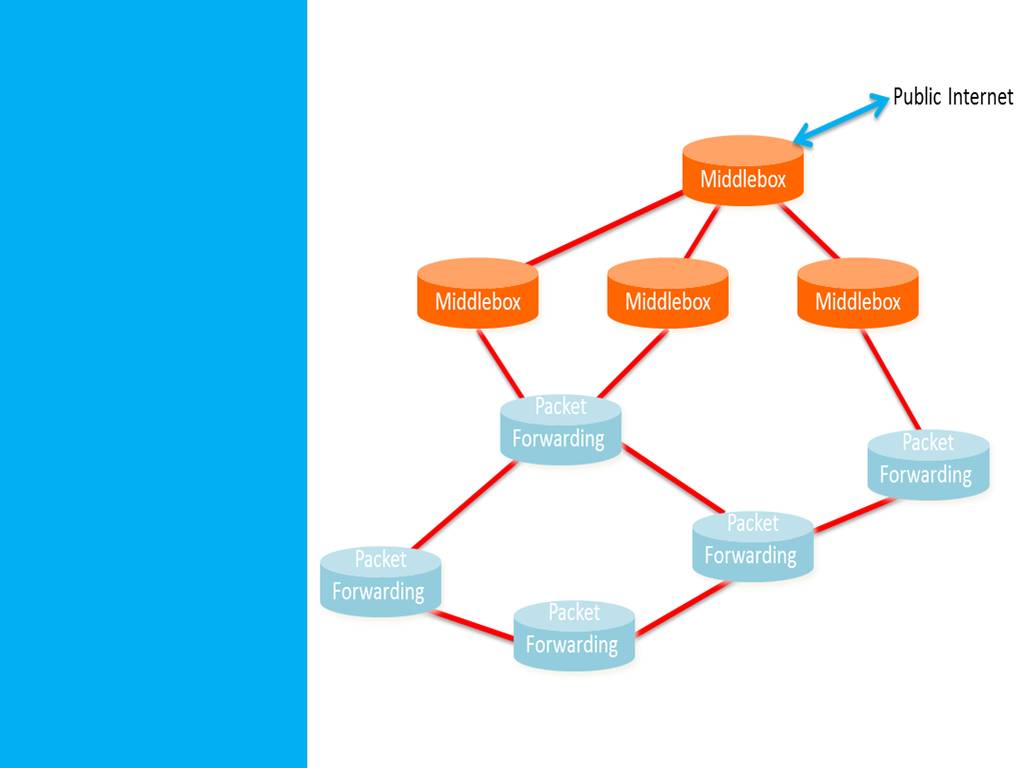 Public Internet
Middlebox
Middlebox
Middlebox
Middlebox
Packet
Forwarding
Packet
Forwarding
Packet
Forwarding
Packet
Forwarding
Packet
Forwarding